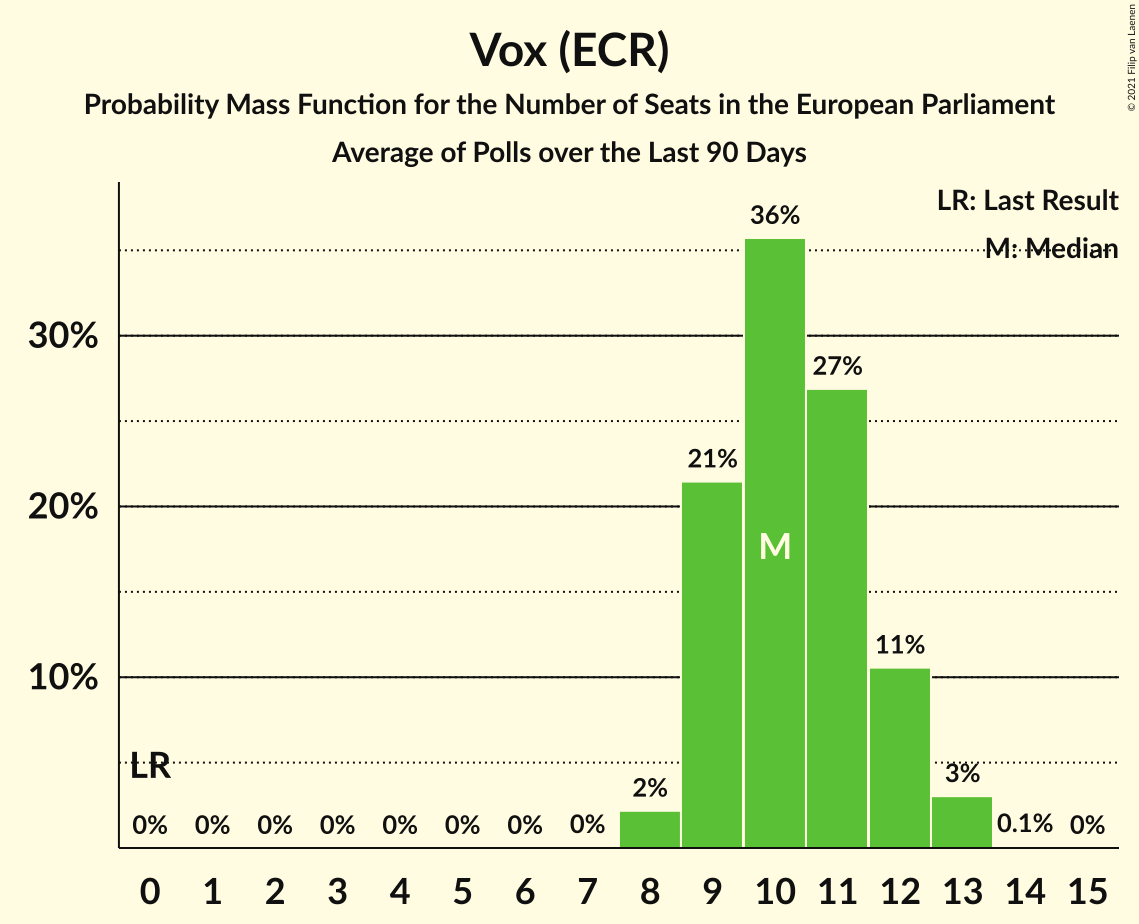 Vox (ECR)
Probability Mass Function for the Number of Seats in the European Parliament
Average of Polls over the Last 90 Days
© 2021 Filip van Laenen
LR: Last Result
M: Median
36%
30%
27%
21%
20%
M
11%
10%
LR
3%
2%
0% 0% 0% 0% 0% 0% 0% 0% 0.1% 0%
0 1 2 3 4 5 6 7 8 9 10 11 12 13 14 15